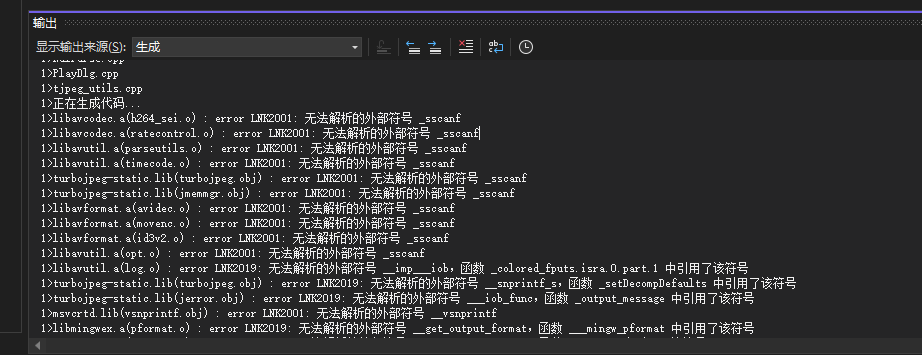 输出
显示输出来源(S): 生成
1>PlayDlg.cpp
1>tjpeg_utils.cpp
1>正在生成代码...
1>libavcodec.a(h264_sei.o) : error LNK2001: 无法解析的外部符号 _sscanf
1>libavcodec.a(ratecontrol.o) : error LNK2001: 无法解析的外部符号 _sscanf
1>libavutil.a(parseutils.o) : error LNK2001: 无法解析的外部符号 _sscanf
1>libavutil.a(timecode.o) : error LNK2001: 无法解析的外部符号 _sscanf
1>turbojpeg-static.lib(turbojpeg.obj) : error LNK2001: 无法解析的外部符号 _sscanf
1>turbojpeg-static.lib(jmemmgr.obj) : error LNK2001: 无法解析的外部符号 _sscanf
1>libavformat.a(avidec.o) : error LNK2001: 无法解析的外部符号 _sscanf
1>libavformat.a(movenc.o) : error LNK2001: 无法解析的外部符号 _sscanf
1>libavformat.a(id3v2.o) : error LNK2001: 无法解析的外部符号 _sscanf
1>libavutil.a(opt.o) : error LNK2001: 无法解析的外部符号 _sscanf
1>libavutil.a(log.o) : error LNK2019: 无法解析的外部符号 __imp___iob，函数 _colored_fputs.isra.0.part.1 中引用了该符号
1>turbojpeg-static.lib(turbojpeg.obj) : error LNK2019: 无法解析的外部符号 __snprintf_s，函数 _setDecompDefaults 中引用了该符号
1>turbojpeg-static.lib(jerror.obj) : error LNK2019: 无法解析的外部符号 ___iob_func，函数 _output_message 中引用了该符号
1>msvcrtd.lib(vsnprintf.obj) : error LNK2001: 无法解析的外部符号 __vsnprintf
1>libmingwex.a(pformat.o) : error LNK2019: 无法解析的外部符号 __get_output_format，函数 ___mingw_pformat 中引用了该符号